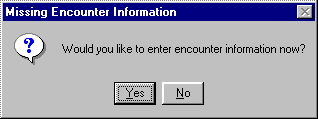 Missing Encounter Information
Would you like to enter encounter information now?
Yes No